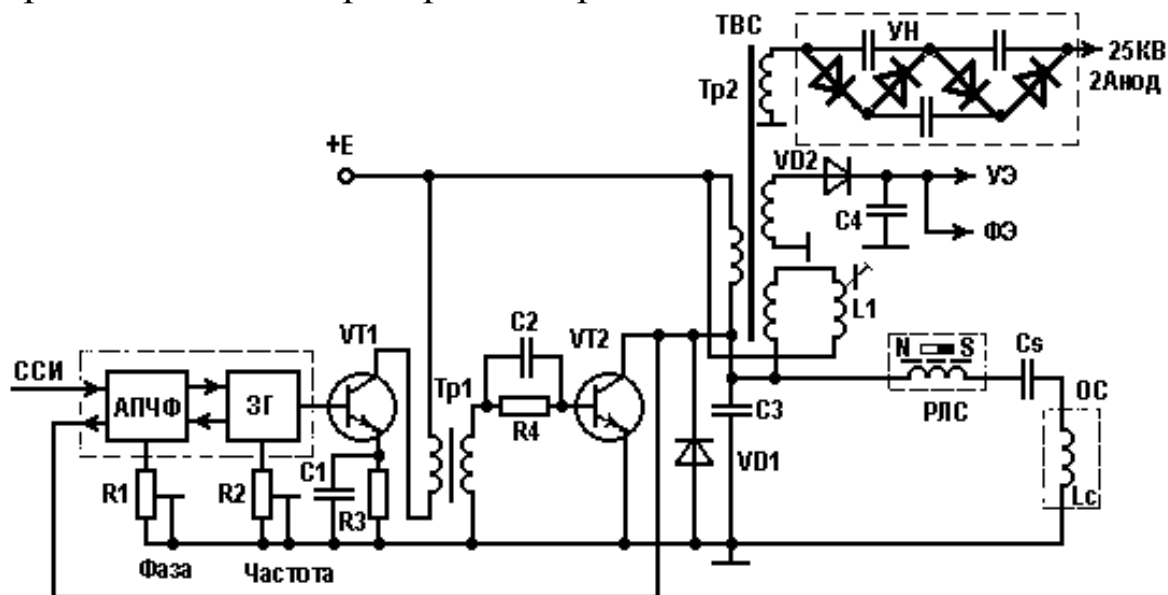 ТВС
УН
25КВ
2Анод
Тр2
+E
VD2
УЭ
C4
ФЭ
L1
VT1
C2
VT2
N S
Cs
ССИ
АПЧФ
ЗГ
Тр1
R4
C3
РЛС
ОС
C1
VD1
R1
R2
R3
Lc
Фаза
Частота